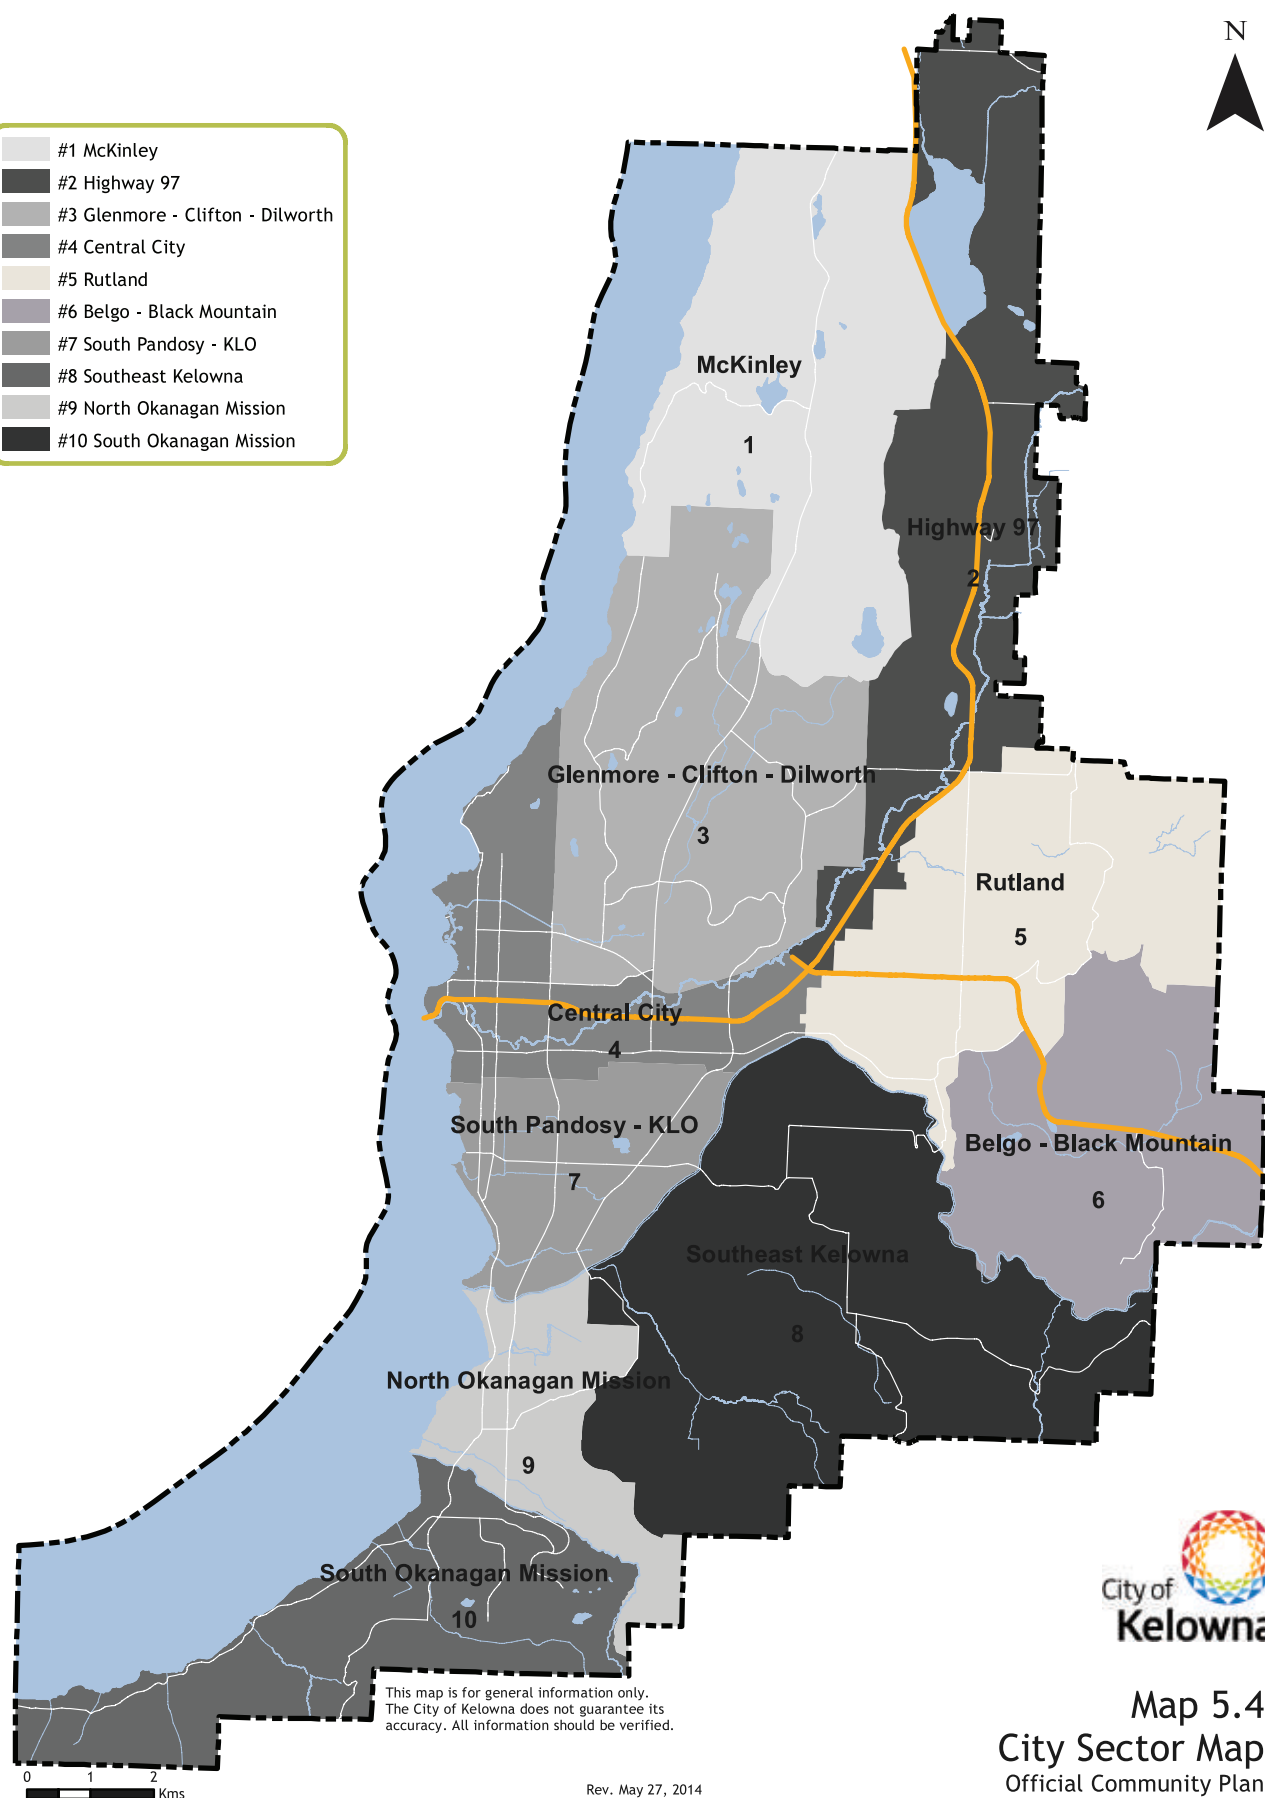 N
#1 McKinley
#2 Highway 97
#3 Glenmore - Clifton - Dilworth
#4 Central City
#5 Rutland
#6 Belgo - Black Mountain
#7 South Pandosy - KLO
#8 Southeast Kelowna
#9 North Okanagan Mission
#10 South Okanagan Mission
McKinley
1
Highway 97
2
Glenmore - Clifton - Dilworth
3
Rutland
5
Central City
4
South Pandosy - KLO
7
Belgo - Black Mountain
6
Southeast Kelowna
8
North Okanagan Mission
9
South Okanagan Mission
10
City of
Kelowna
This map is for general information only.
The City of Kelowna does not guarantee its
accuracy. All information should be verified.
Map 5.4
City Sector Map
Official Community Plan
0 1 2
Kms
Rev. May 27, 2014